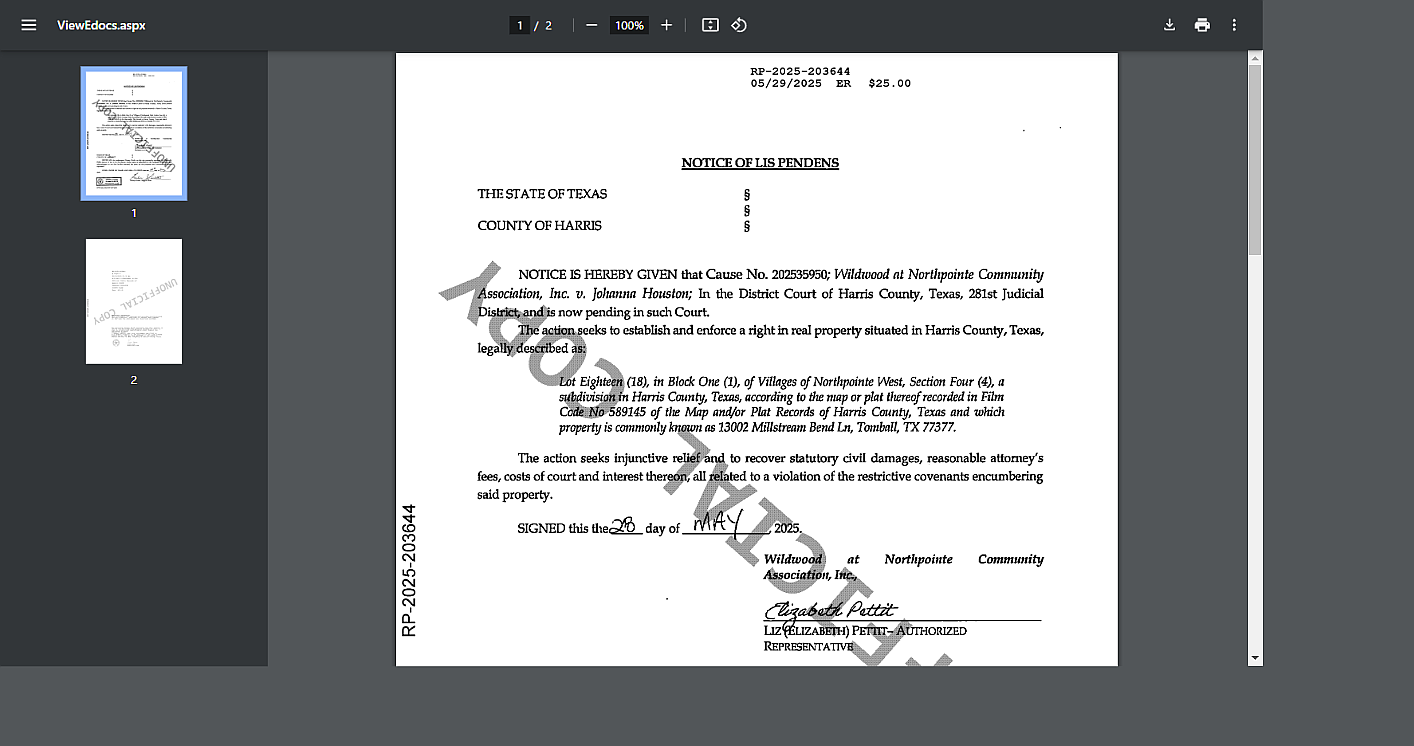 ViewEdocs.aspx
1 / 2
100%
1
2
RP-2025-203644
05/29/2025 ER $25.00
NOTICE OF LIS PENDENS
THE STATE OF TEXAS §
§
COUNTY OF HARRIS §
NOTICE IS HEREBY GIVEN that Cause No. 202535950; Wildwood at Northpointe Community
Association, Inc. v. Johanna Houston; In the District Court of Harris County, Texas, 281st Judicial
District, and is now pending in such Court.
The action seeks to establish and enforce a right in real property situated in Harris County, Texas,
legally described as:
Lot Eighteen (18), in Block One (1), of Villages of Northpointe West, Section Four (4), a
subdivision in Harris County, Texas, according to the map or plat thereof recorded in Film
Code No 589145 of the Map and/or Plat Records of Harris County, Texas and which
property is commonly known as 13002 Millstream Bend Ln, Tomball, TX 77377.
The action seeks injunctive relief and to recover statutory civil damages, reasonable attorney's
fees, costs of court and interest thereon, all related to a violation of the restrictive covenants encumbering
said property.
SIGNED this the 28 day of MAY, 2025.
Wildwood at Northpointe Community
Association, Inc.,
Elizabeth Pettit
LIZ (ELIZABETH) PETTIT– AUTHORIZED
REPRESENTATIVE
RP-2025-203644
FICIAL COPY
UNOFFICIAL COPY